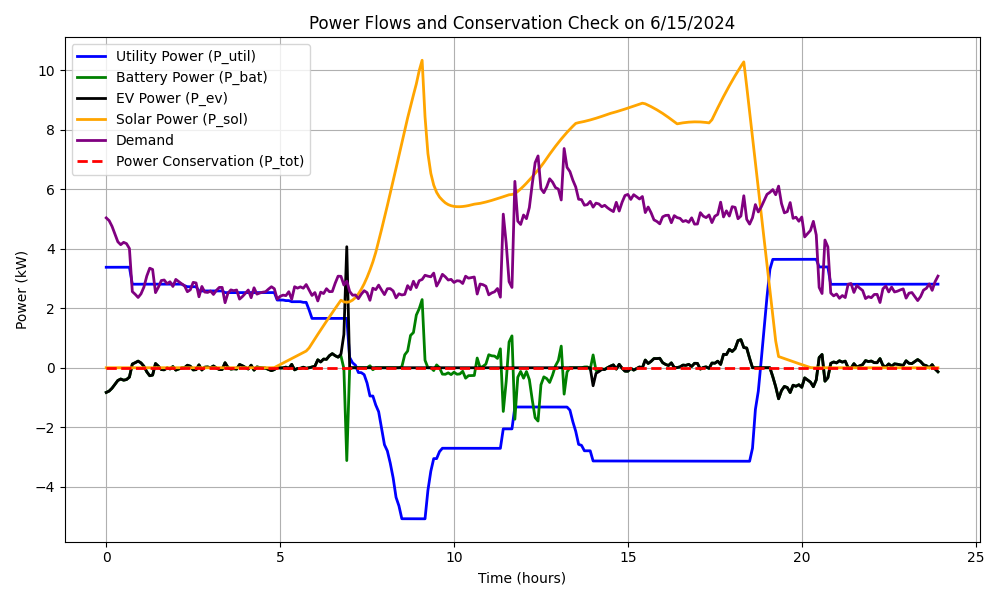 Power Flows and Conservation Check on 6/15/2024
Utility Power (P_util)
Battery Power (P_bat)
EV Power (P_ev)
Solar Power (P_sol)
Demand
Power Conservation (P_tot)
Power (kW)
10
8
6
4
2
0
−2
−4
0
5
10
15
20
25
Time (hours)